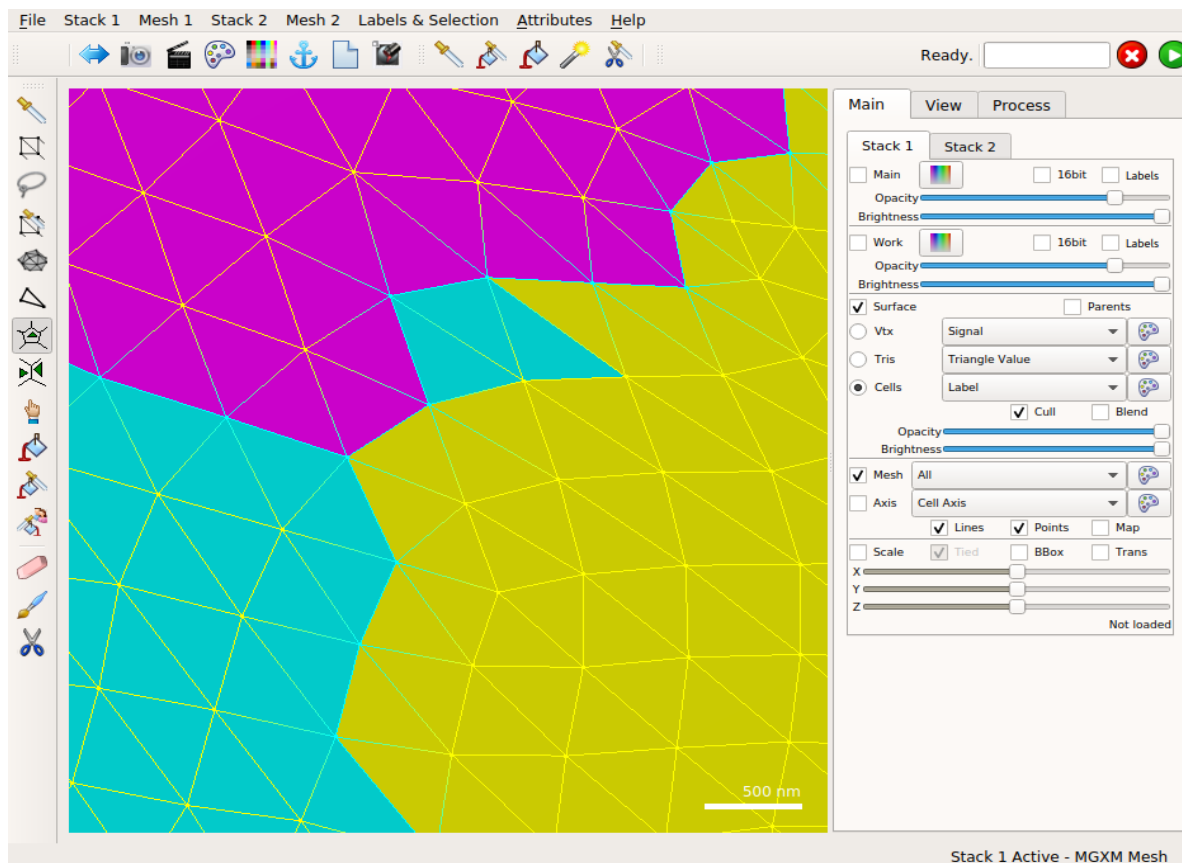 File Stack 1 Mesh 1 Stack 2 Mesh 2 Labels & Selection Attributes Help
Ready.
Main View Process
Stack 1 Stack 2
Main 16bit Labels
Opacity
Brightness
Work 16bit Labels
Opacity
Brightness
Surface Parents
Vtx Signal
Tris Triangle Value
Cells Label
Cull Blend
Opacity
Brightness
Mesh All
Axis Cell Axis
Lines Points Map
Scale Tied BBox Trans
X
Y
Z
Not loaded
500 nm
Stack 1 Active - MGXM Mesh